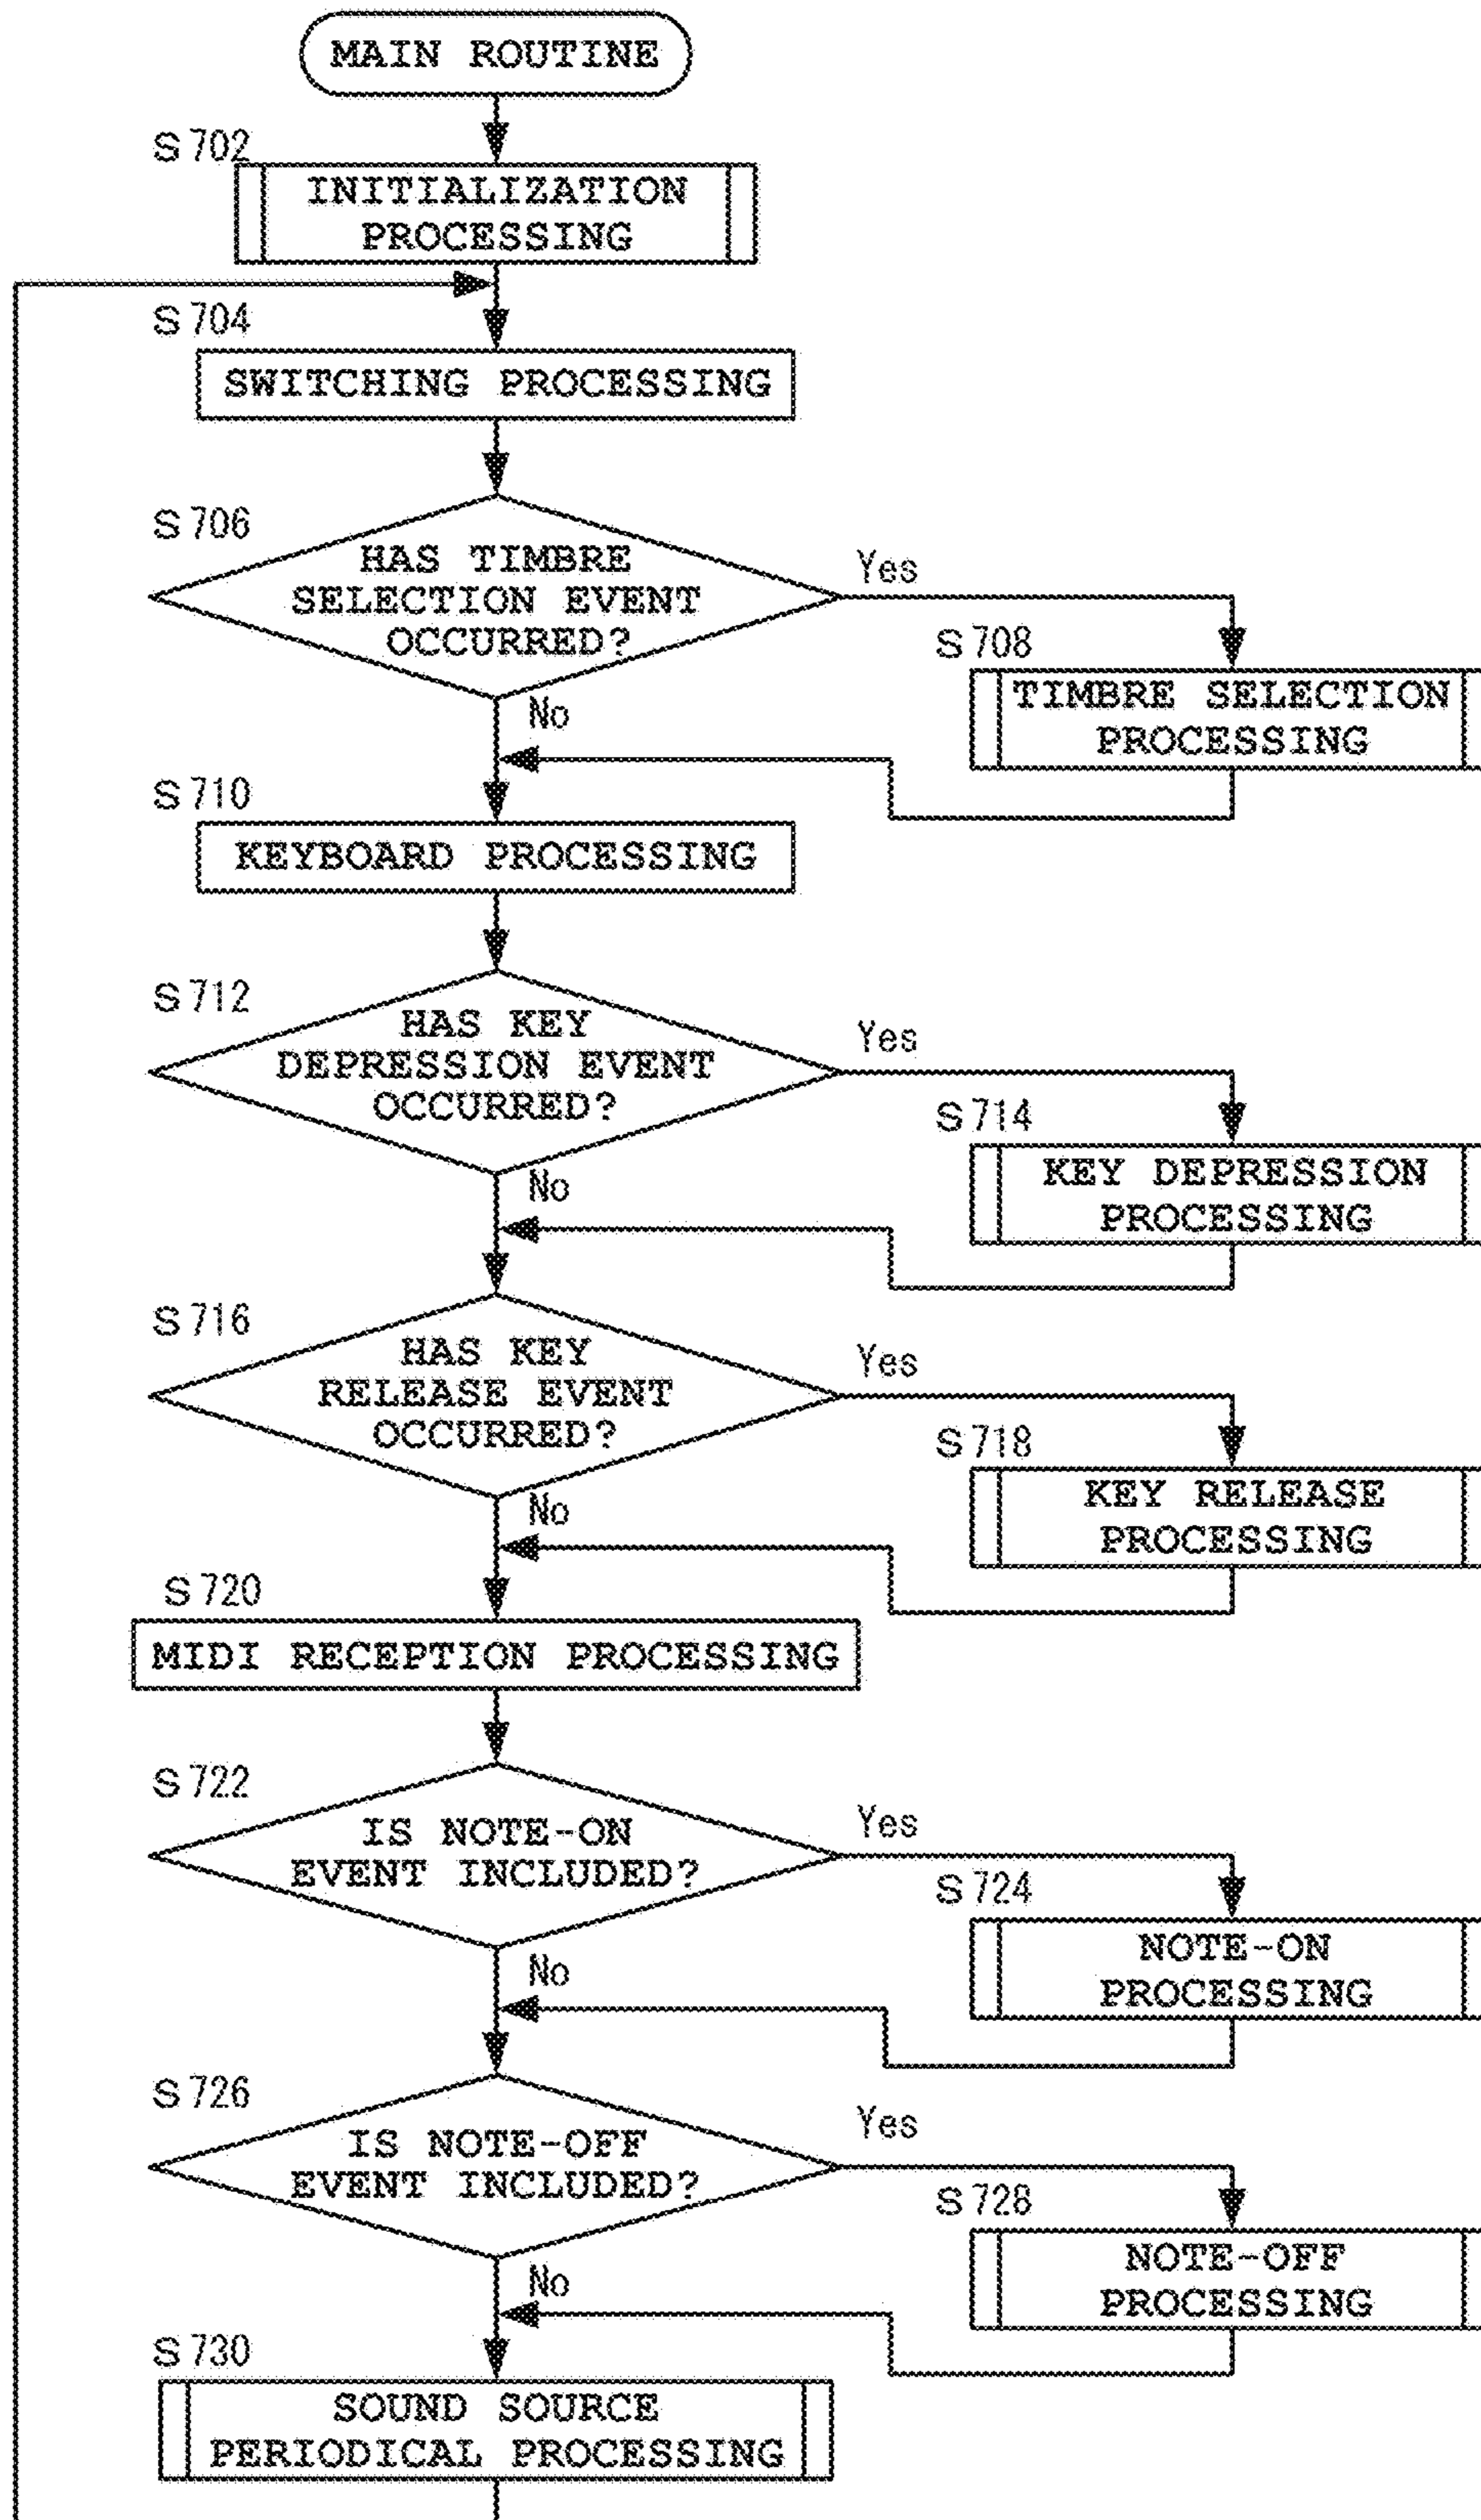 MAIN ROUTINE
S702
INITIALIZATION
PROCESSING
S704
SWITCHING PROCESSING
S706
HAS TIMBRE
SELECTION EVENT
OCCURRED?
Yes
S708
TIMBRE SELECTION
PROCESSING
No
S710
KEYBOARD PROCESSING
S712
HAS KEY
DEPRESSION EVENT
OCCURRED?
Yes
S714
KEY DEPRESSION
PROCESSING
No
S716
HAS KEY
RELEASE EVENT
OCCURRED?
Yes
S718
KEY RELEASE
PROCESSING
No
S720
MIDI RECEPTION PROCESSING
S722
IS NOTE-ON
EVENT INCLUDED?
Yes
S724
NOTE-ON
PROCESSING
No
S726
IS NOTE-OFF
EVENT INCLUDED?
Yes
S728
NOTE-OFF
PROCESSING
No
S730
SOUND SOURCE
PERIODICAL PROCESSING